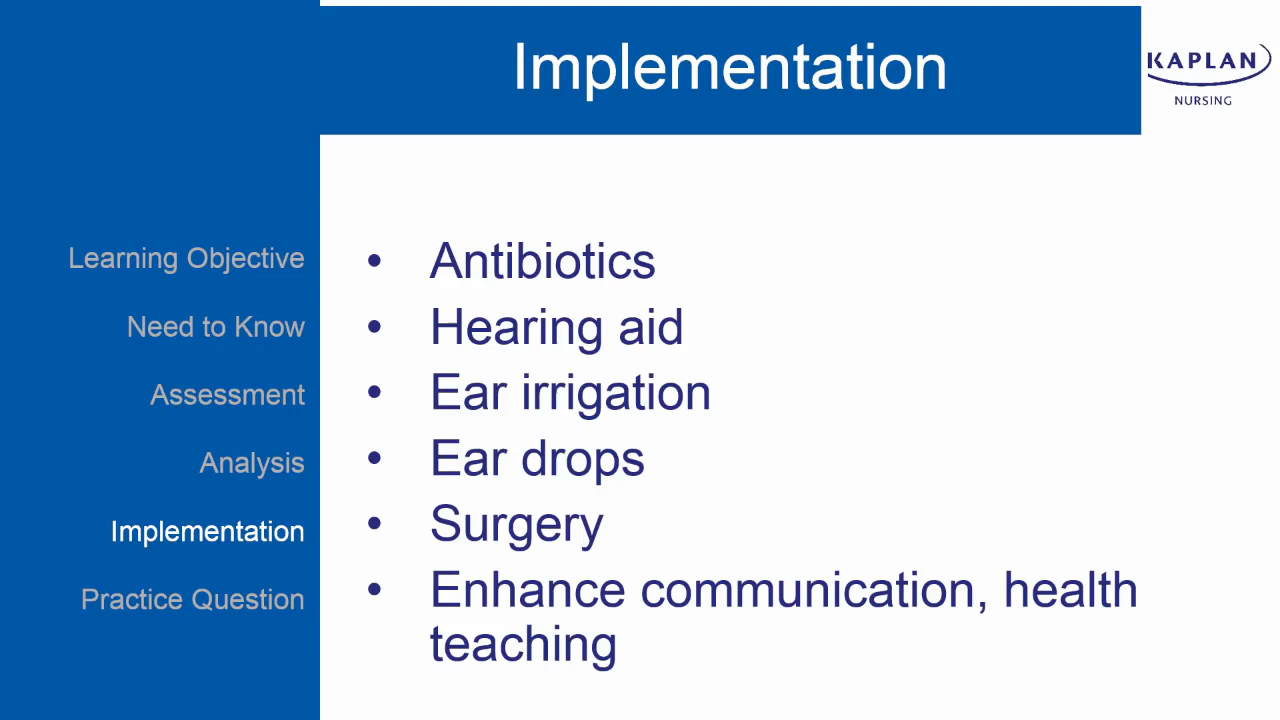 Implementation
KAPLAN
NURSING
Learning Objective
Need to Know
Assessment
Analysis
Implementation
Practice Question
• Antibiotics
• Hearing aid
• Ear irrigation
• Ear drops
• Surgery
• Enhance communication, health
teaching